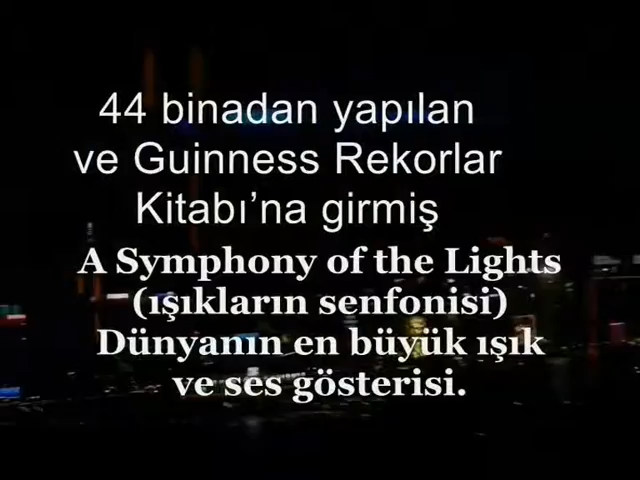 44 binadan yapılan
ve Guinness Rekorlar
Kitabı’na girmiş
A Symphony of the Lights
(ışıkların senfonisi)
Dünyanın en büyük ışık
ve ses gösterisi.